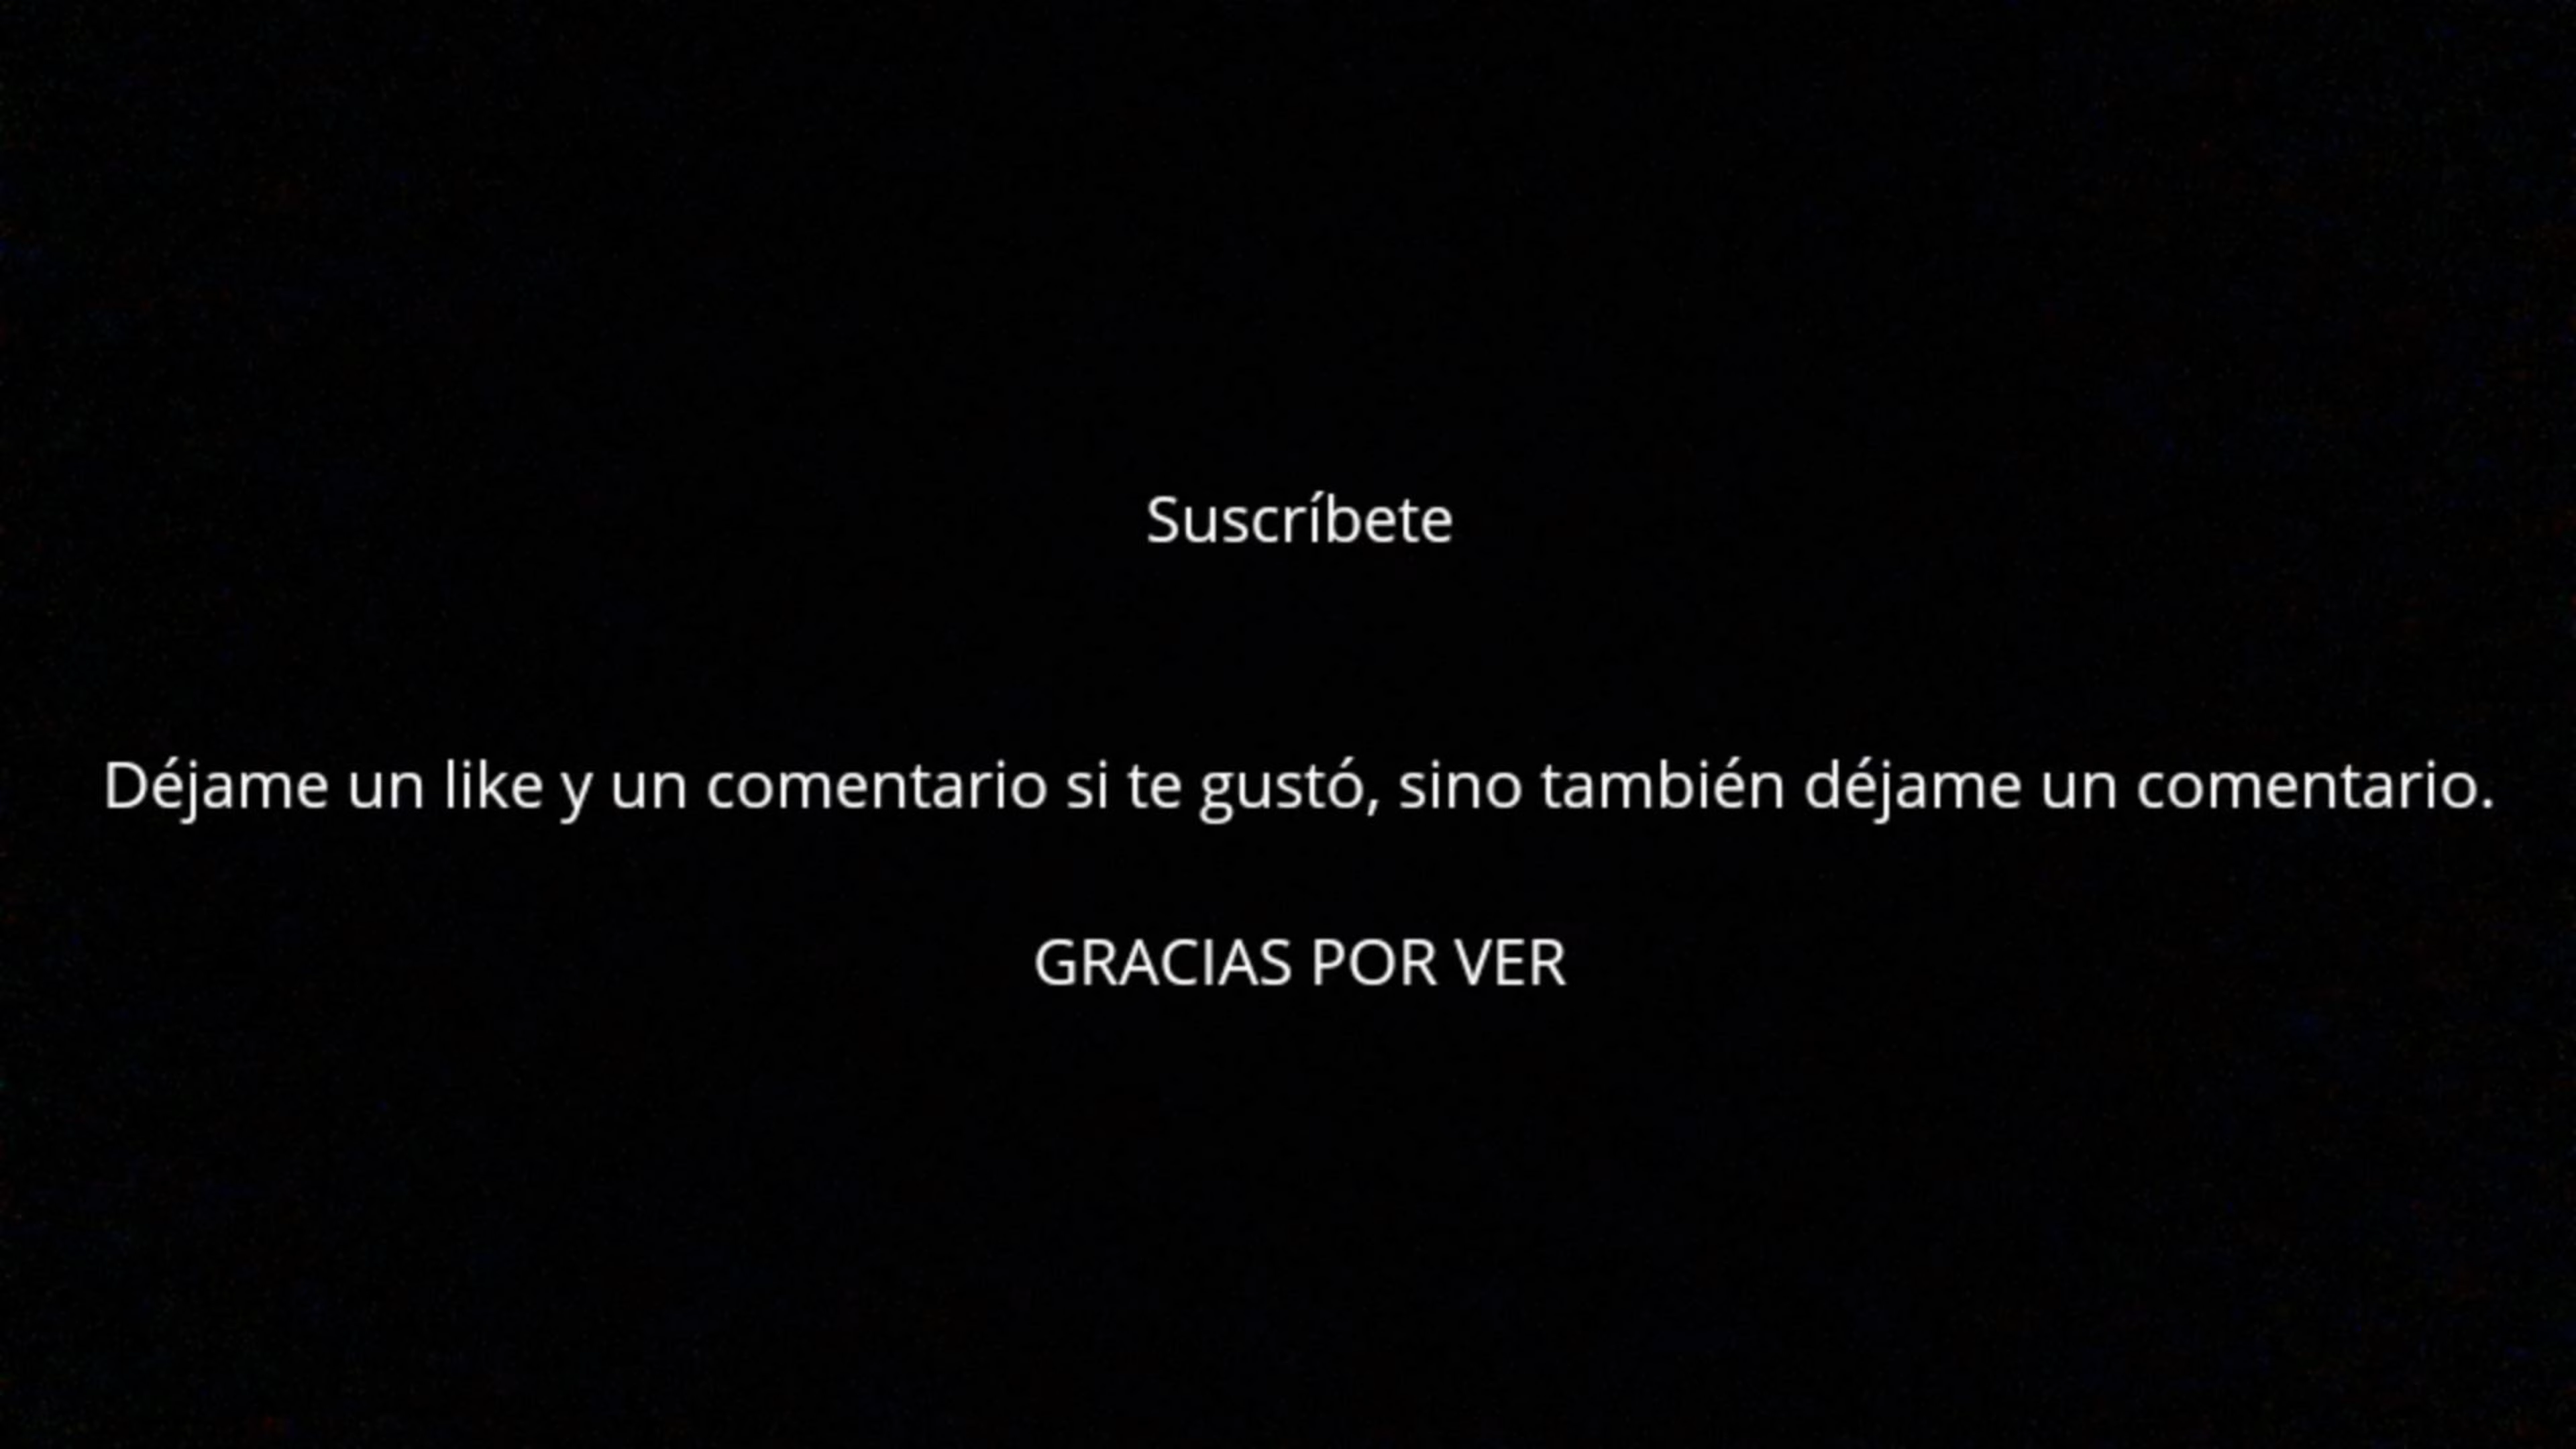 Suscríbete
Déjame un like y un comentario si te gustó, sino también déjame un comentario.
GRACIAS POR VER